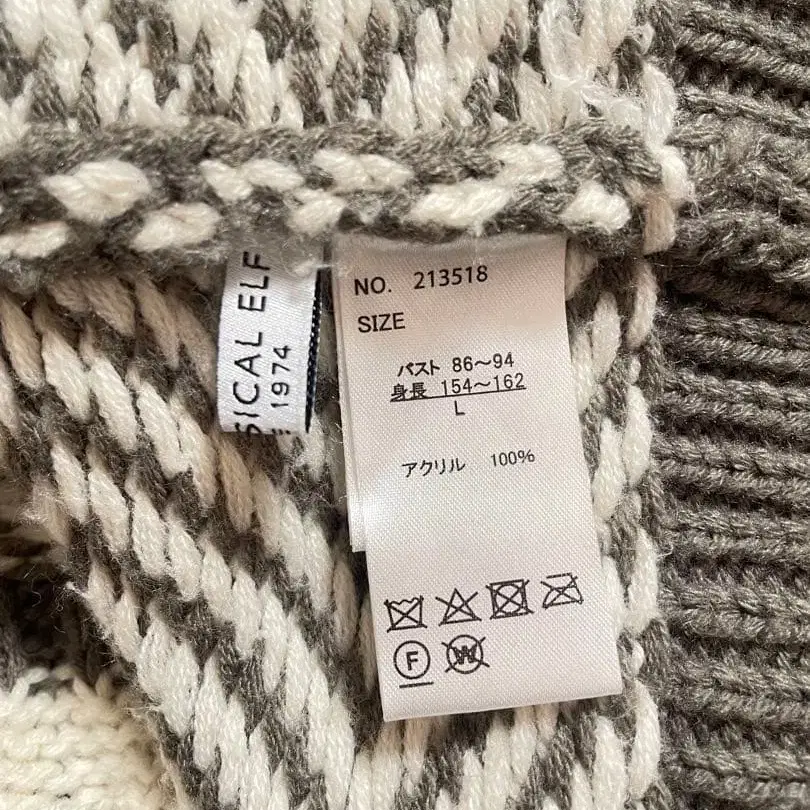 SICAL ELF
1974
NO. 213518
SIZE
バスト 86～94
身長 154～162
L
アクリル 100%
F
W